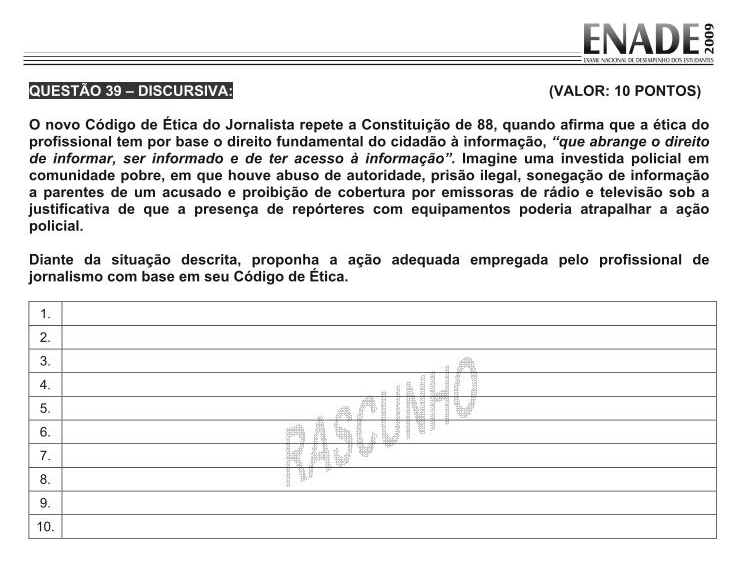 ENADE 2009
EXAME NACIONAL DE DESEMPENHO DOS ESTUDANTES
QUESTÃO 39 – DISCURSIVA: (VALOR: 10 PONTOS)
O novo Código de Ética do Jornalista repete a Constituição de 88, quando afirma que a ética do
profissional tem por base o direito fundamental do cidadão à informação, “que abrange o direito
de informar, ser informado e de ter acesso à informação”. Imagine uma investida policial em
comunidade pobre, em que houve abuso de autoridade, prisão ilegal, sonegação de informação
a parentes de um acusado e proibição de cobertura por emissoras de rádio e televisão sob a
justificativa de que a presença de repórteres com equipamentos poderia atrapalhar a ação
policial.
Diante da situação descrita, proponha a ação adequada empregada pelo profissional de
jornalismo com base em seu Código de Ética.
1.
2.
3.
4.
5.
6.
7.
8.
9.
10.
RASCUNHO